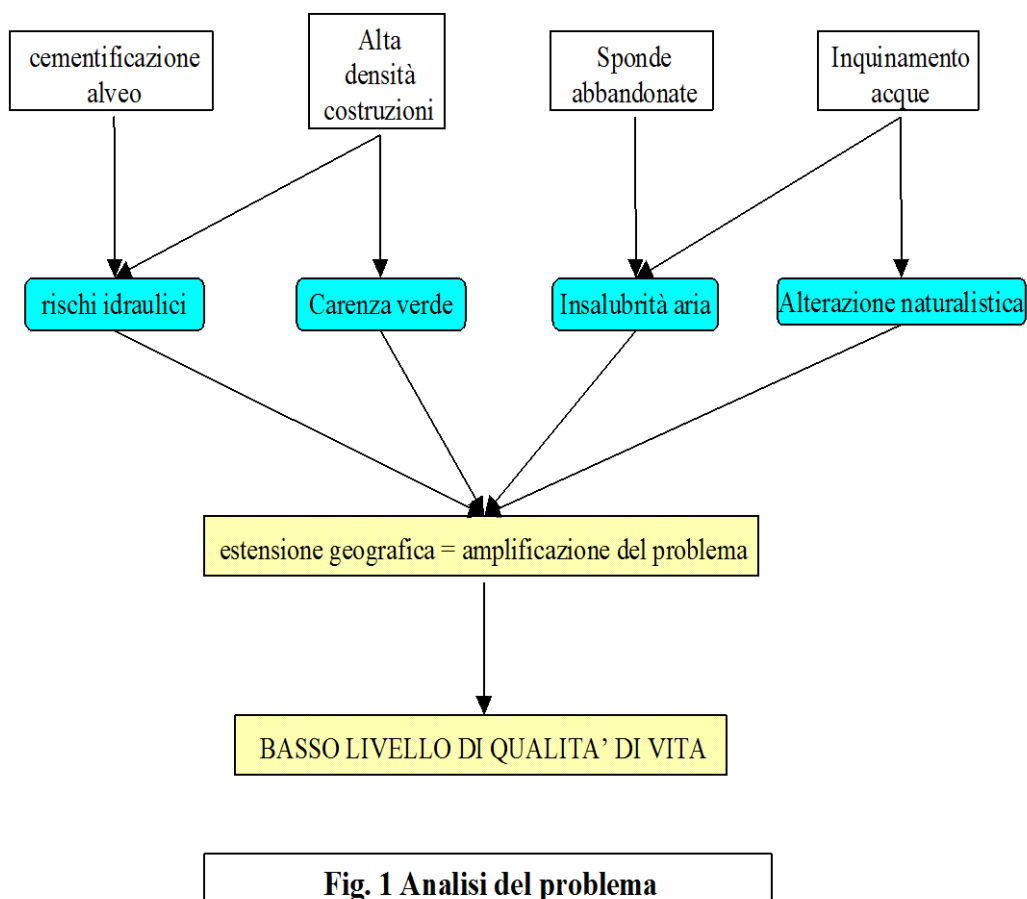 cementificazione
alveo
Alta
densità
costruzioni
Sponde
abbandonate
Inquinamento
acque
rischi idraulici
Carenza verde
Insalubrità aria
Alterazione naturalistica
estensione geografica = amplificazione del problema
BASSO LIVELLO DI QUALITA’ DI VITA
Fig. 1 Analisi del problema